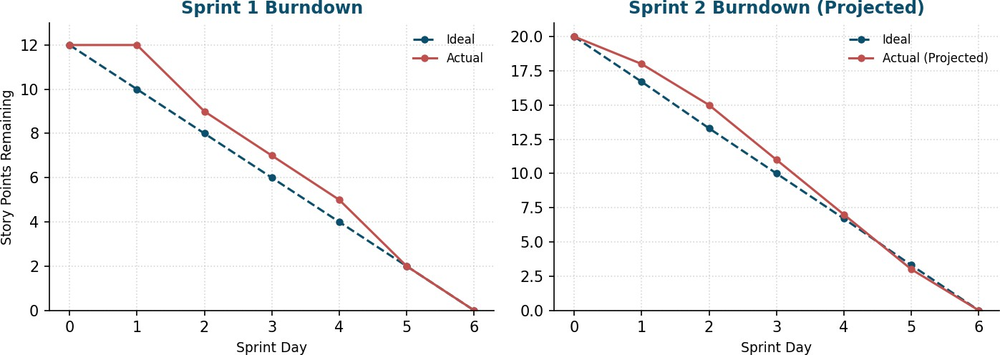 Sprint 1 Burndown
Ideal
Actual
12
10
8
6
4
2
0
Story Points Remaining
0 1 2 3 4 5 6
Sprint Day
Sprint 2 Burndown (Projected)
Ideal
Actual (Projected)
20.0
17.5
15.0
12.5
10.0
7.5
5.0
2.5
0.0
0 1 2 3 4 5 6
Sprint Day